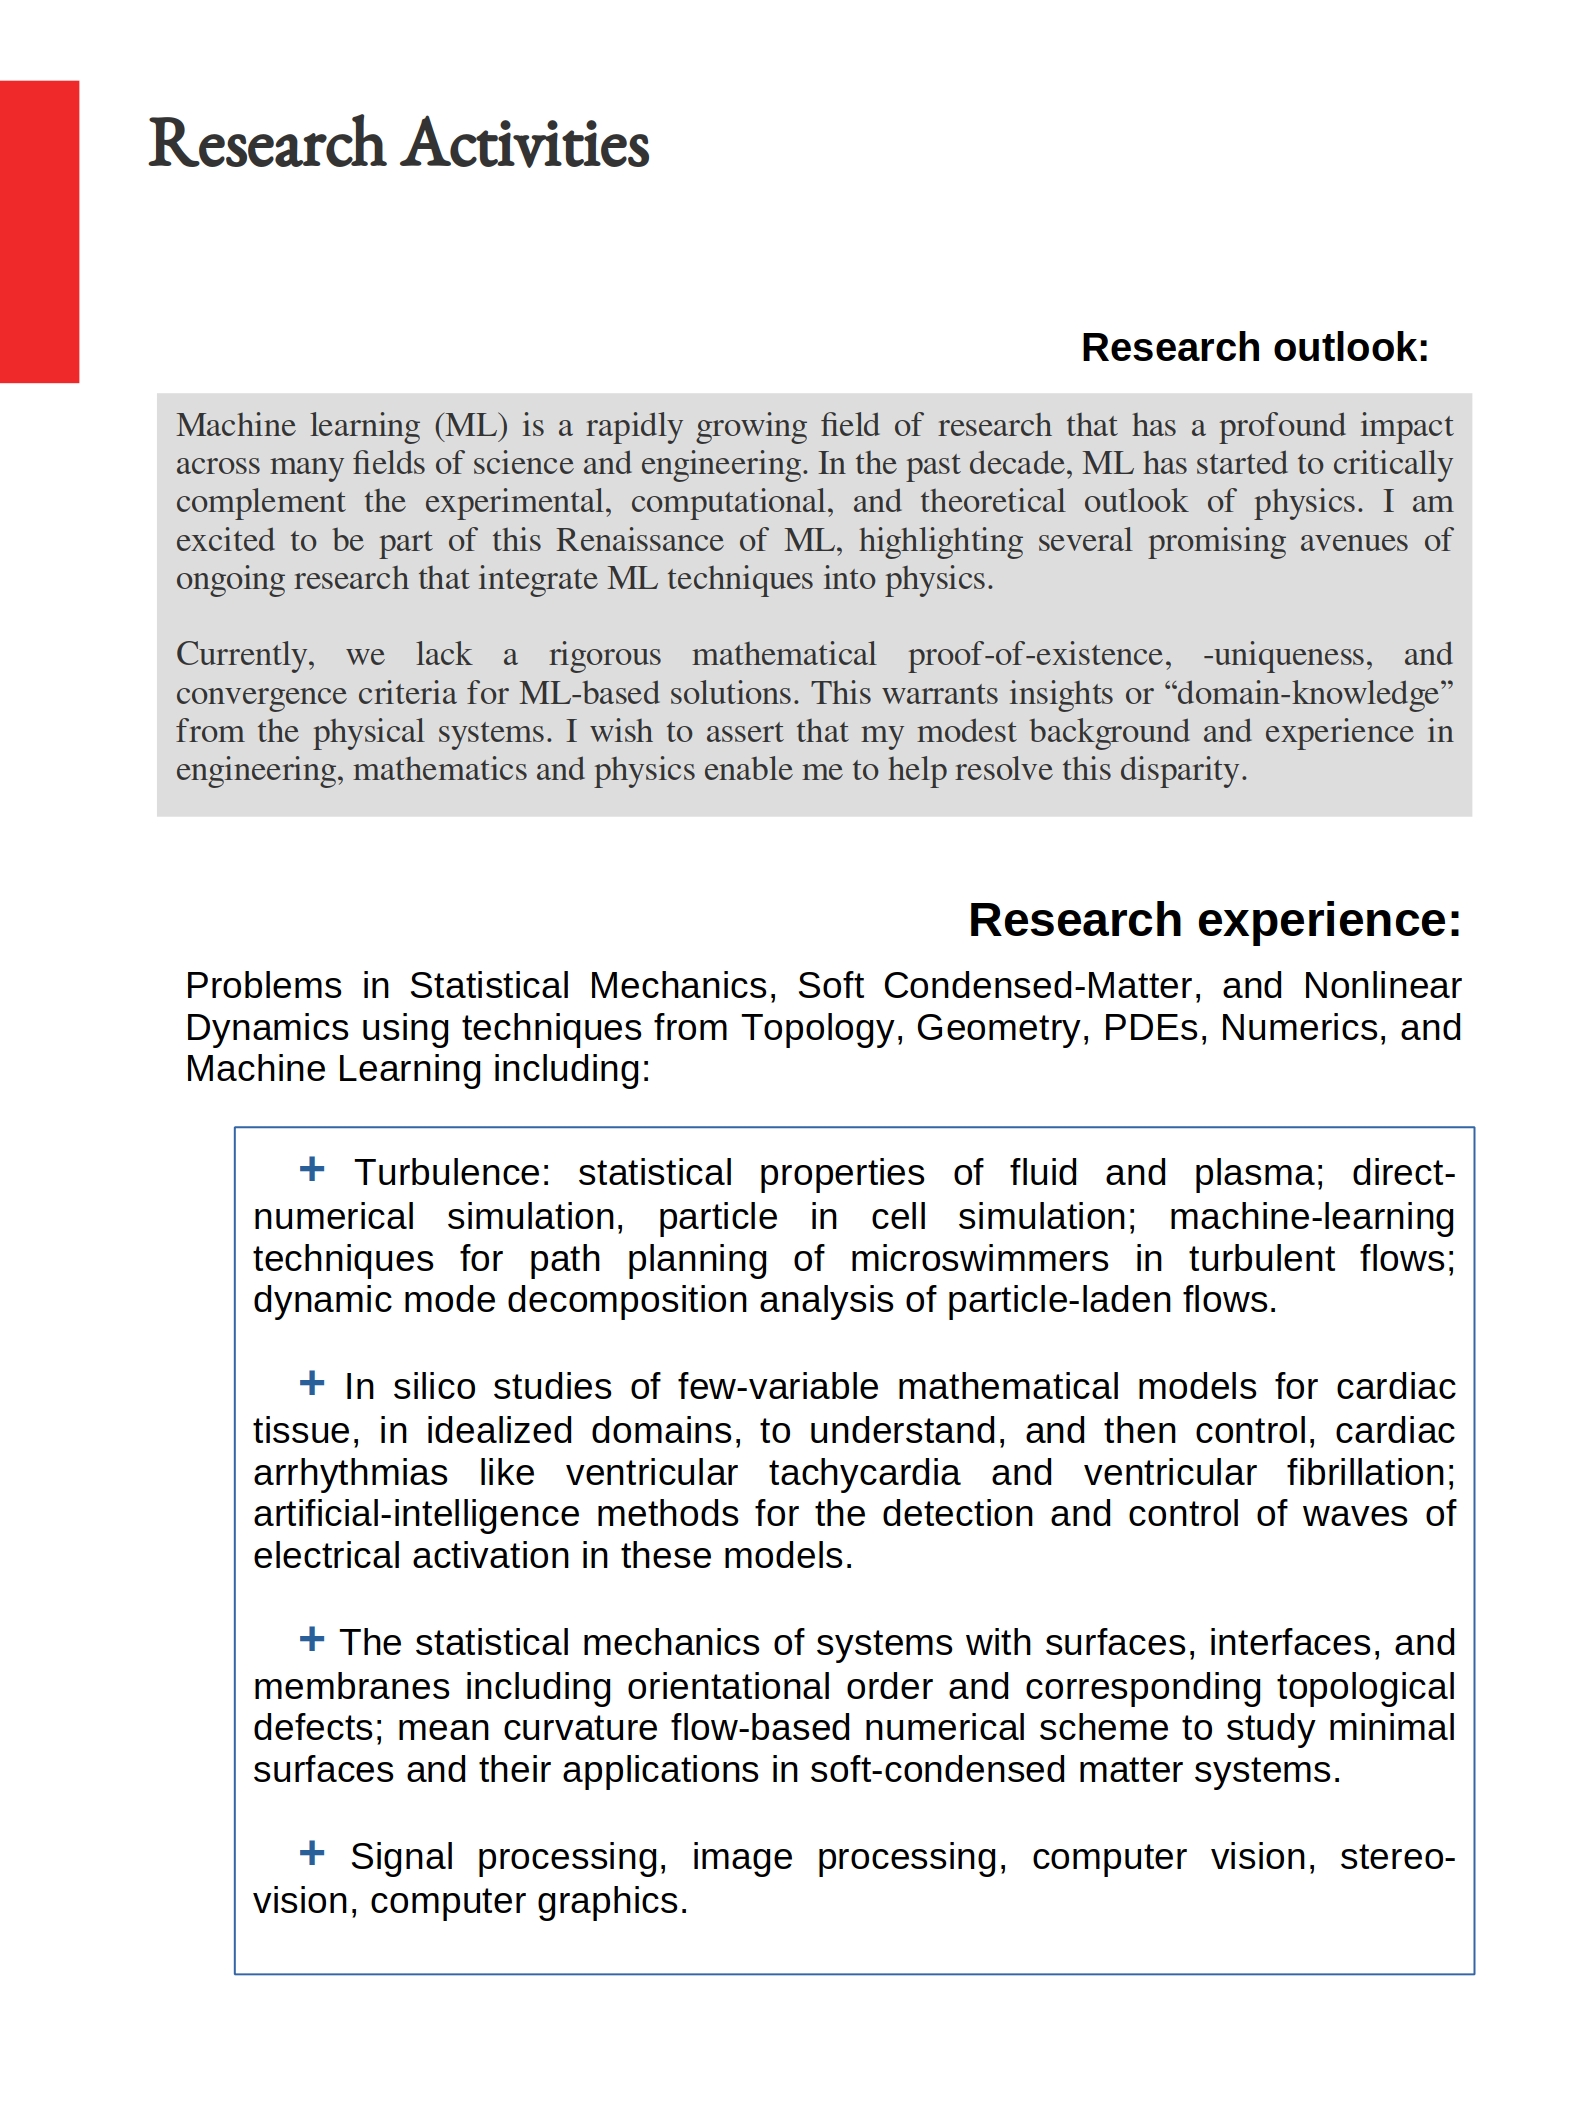 Research Activities
Research outlook:
Machine learning (ML) is a rapidly growing field of research that has a profound impact
across many fields of science and engineering. In the past decade, ML has started to critically
complement the experimental, computational, and theoretical outlook of physics. I am
excited to be part of this Renaissance of ML, highlighting several promising avenues of
ongoing research that integrate ML techniques into physics.
Currently, we lack a rigorous mathematical proof-of-existence, -uniqueness, and
convergence criteria for ML-based solutions. This warrants insights or “domain-knowledge”
from the physical systems. I wish to assert that my modest background and experience in
engineering, mathematics and physics enable me to help resolve this disparity.
Research experience:
Problems in Statistical Mechanics, Soft Condensed-Matter, and Nonlinear
Dynamics using techniques from Topology, Geometry, PDEs, Numerics, and
Machine Learning including:
+ Turbulence: statistical properties of fluid and plasma; direct-
numerical simulation, particle in cell simulation; machine-learning
techniques for path planning of microswimmers in turbulent flows;
dynamic mode decomposition analysis of particle-laden flows.
+ In silico studies of few-variable mathematical models for cardiac
tissue, in idealized domains, to understand, and then control, cardiac
arrhythmias like ventricular tachycardia and ventricular fibrillation;
artificial-intelligence methods for the detection and control of waves of
electrical activation in these models.
+ The statistical mechanics of systems with surfaces, interfaces, and
membranes including orientational order and corresponding topological
defects; mean curvature flow-based numerical scheme to study minimal
surfaces and their applications in soft-condensed matter systems.
+ Signal processing, image processing, computer vision, stereo-
vision, computer graphics.